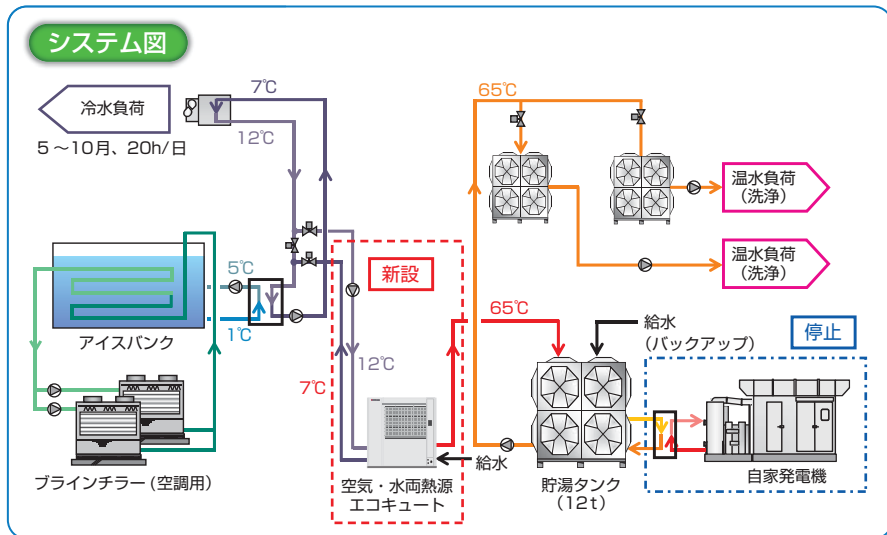 システム図
7℃
冷水負荷
12℃
5～10月、20h/日
65℃
温水負荷
（洗浄）
温水負荷
（洗浄）
新設
5℃
1℃
アイスバンク
65℃
給水
（バックアップ）
停止
12℃
7℃
ブラインチラー（空調用）
空気・水両熱源
エコキュート
給水
貯湯タンク
（12t）
自家発電機